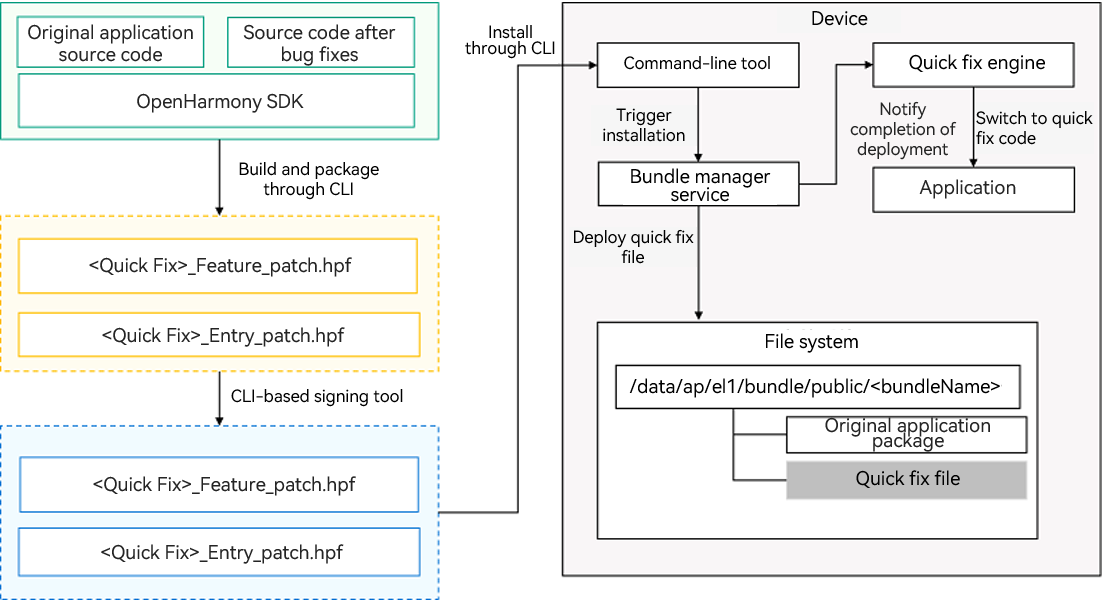 Original application
source code
Source code after
bug fixes
OpenHarmony SDK
Build and package
through CLI
<Quick Fix>_Feature_patch.hpf
<Quick Fix>_Entry_patch.hpf
CLI-based signing tool
<Quick Fix>_Feature_patch.hpf
<Quick Fix>_Entry_patch.hpf
Install
through CLI
Device
Command-line tool
Quick fix engine
Trigger
installation
Notify
completion of
deployment
Switch to quick
fix code
Bundle manager
service
Application
Deploy quick fix
file
File system
/data/ap/el1/bundle/public/<bundleName>
Original application
package
Quick fix file